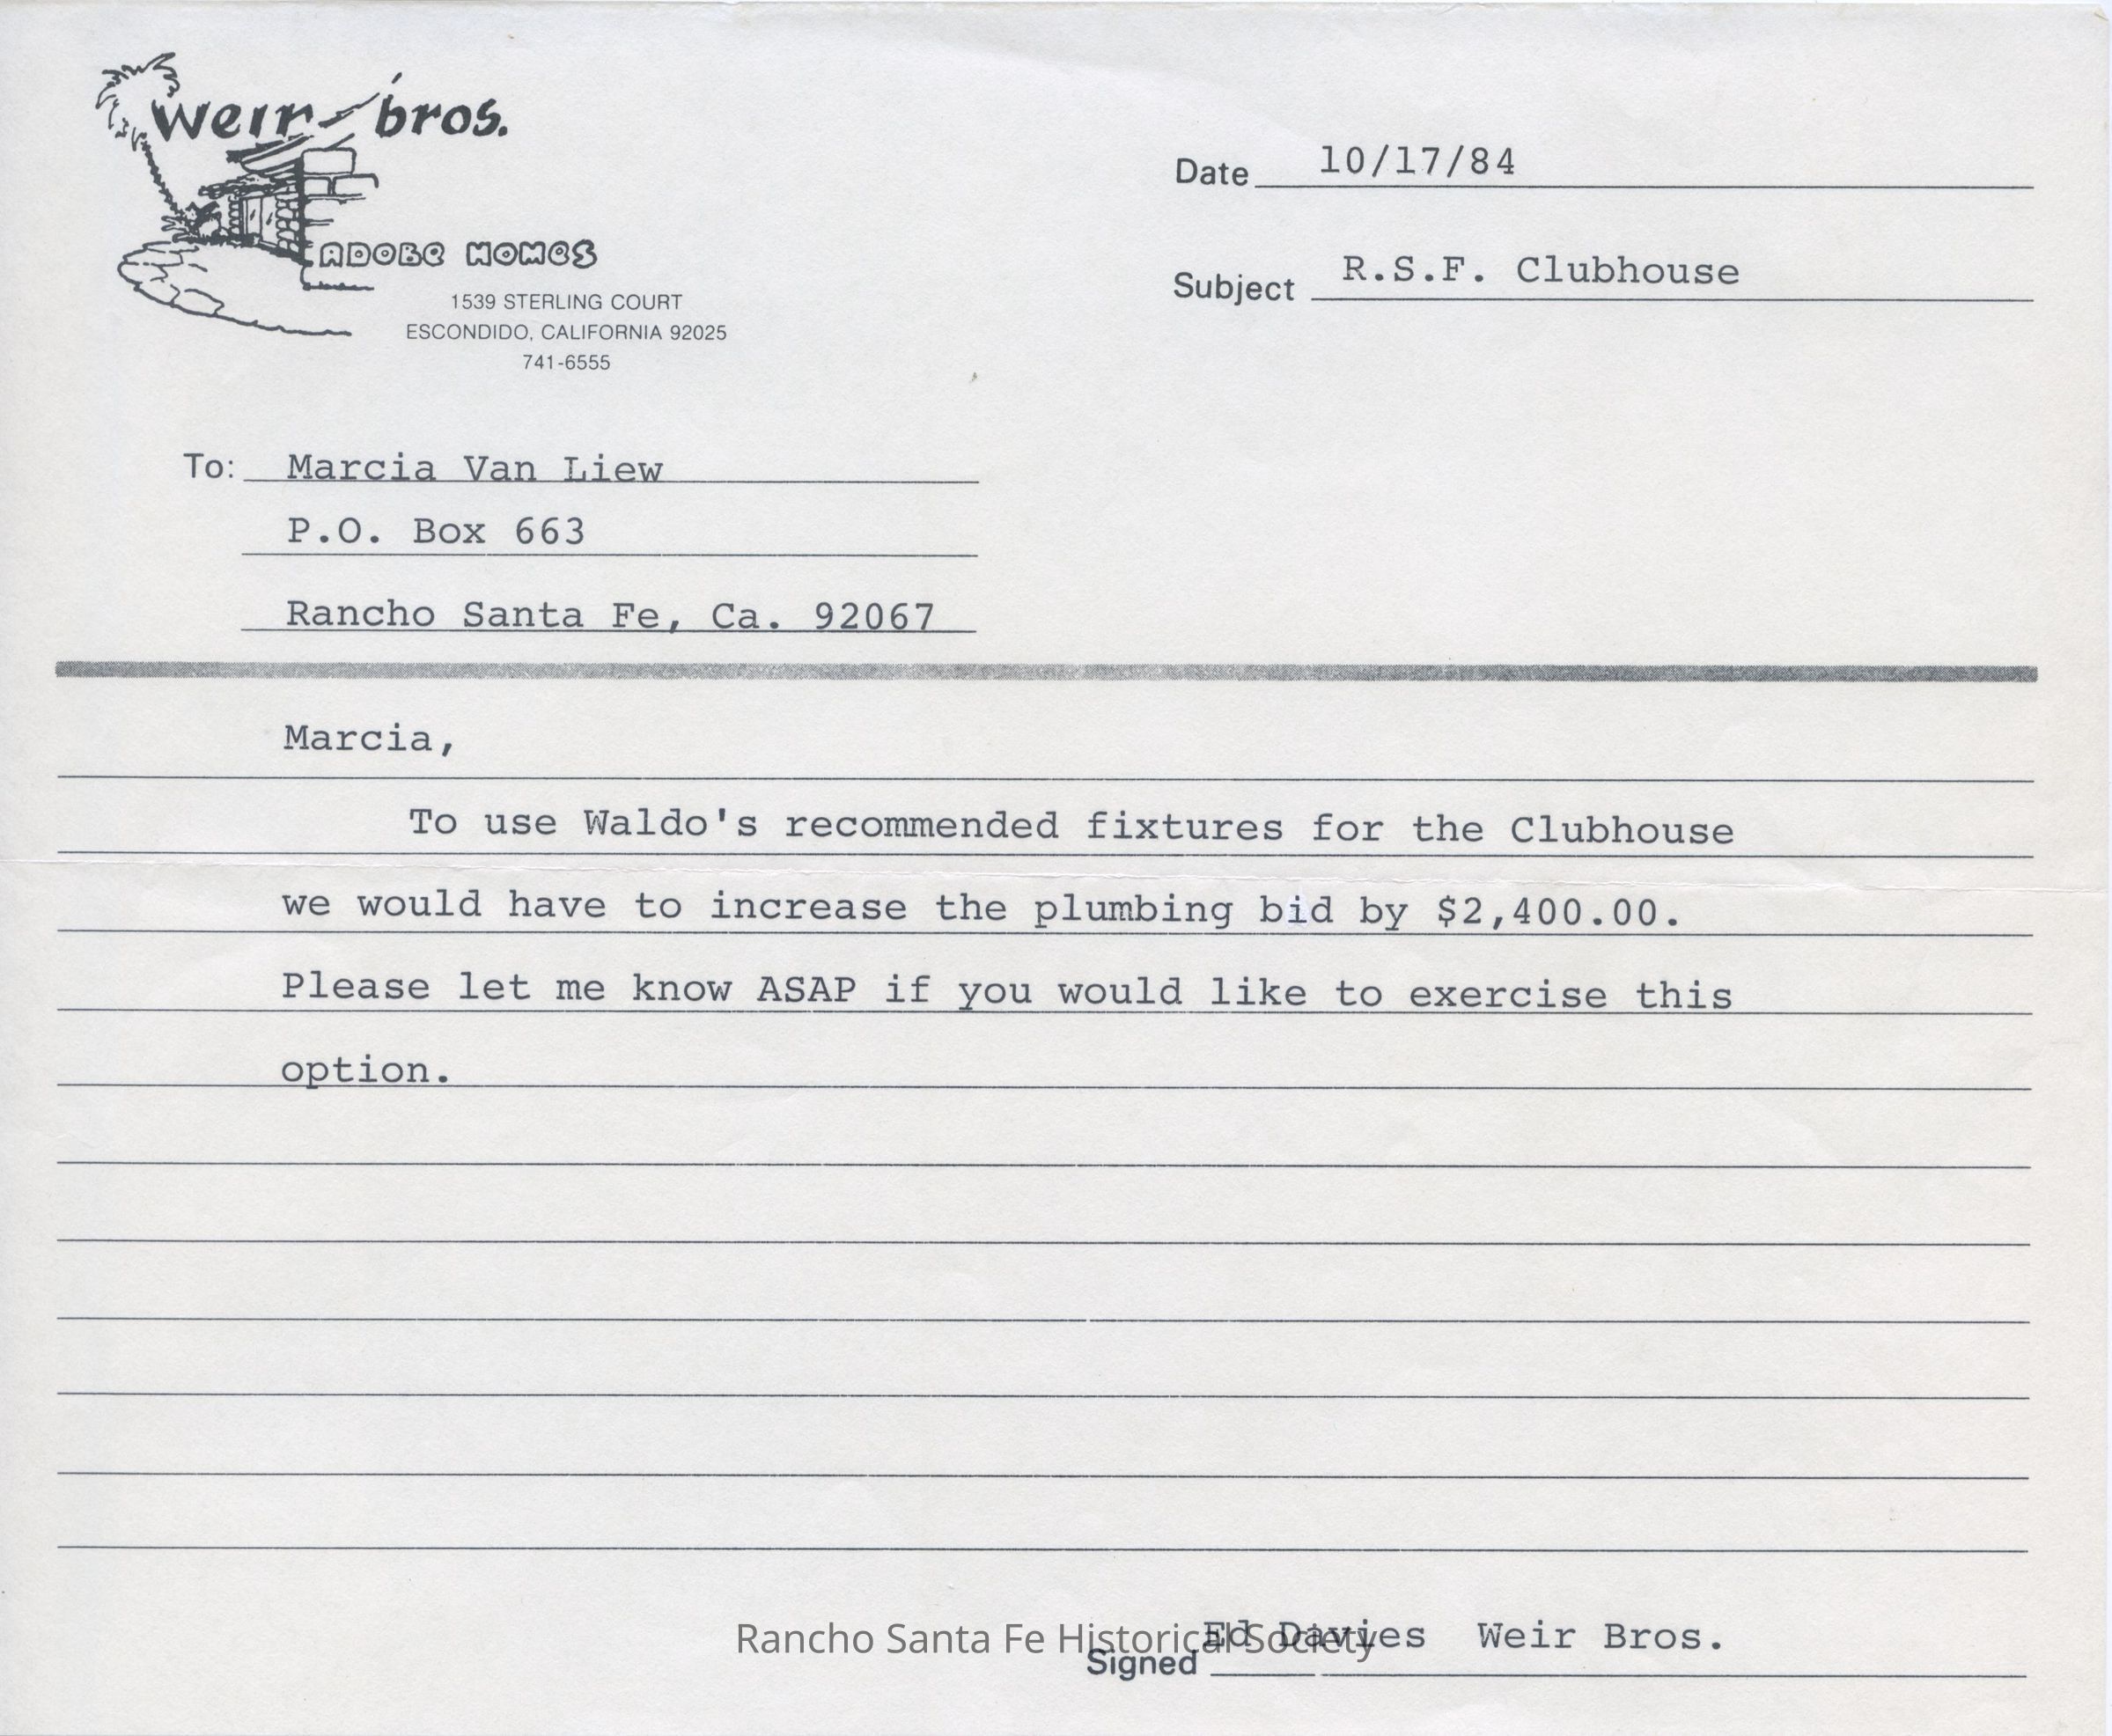 weir bros.
ADOBE HOMES
1539 STERLING COURT
ESCONDIDO, CALIFORNIA 92025
741-6555
Date 10/17/84
Subject R.S.F. Clubhouse
To: Marcia Van Liew
P.O. Box 663
Rancho Santa Fe, Ca. 92067
Marcia,
To use Waldo's recommended fixtures for the Clubhouse
we would have to increase the plumbing bid by $2,400.00.
Please let me know ASAP if you would like to exercise this
option.
Rancho Santa Fe Historical Society
Signed Ed Davies Weir Bros.